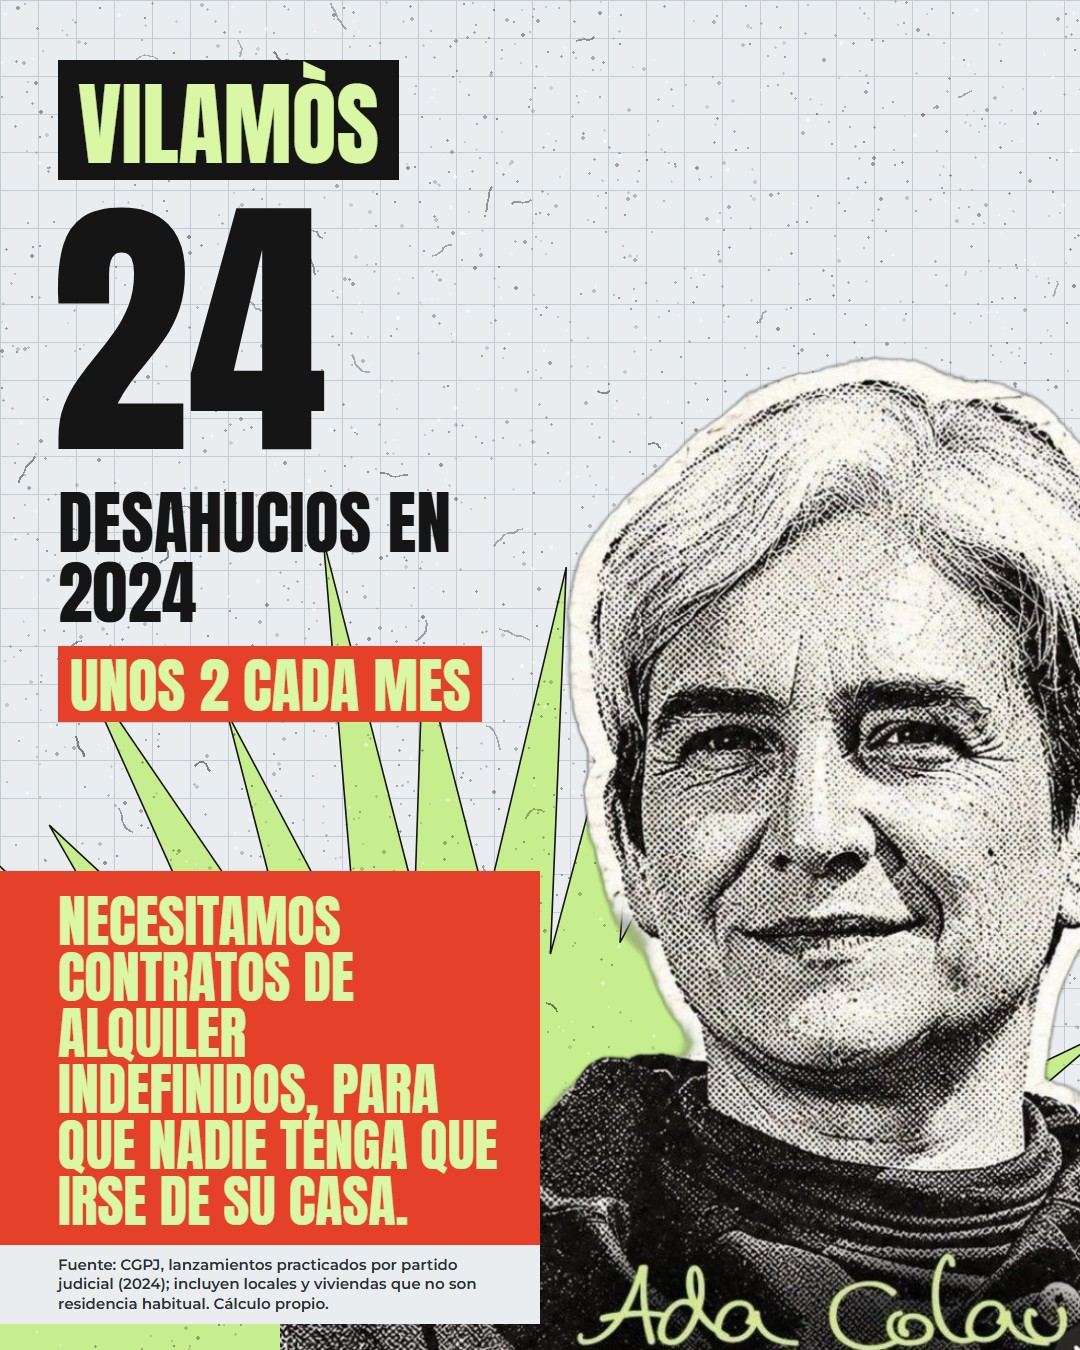 VILAMÒS
24
DESAHUCIOS EN
2024
UNOS 2 CADA MES
NECESITAMOS
CONTRATOS DE
ALQUILER
INDEFINIDOS, PARA
QUE NADIE TENGA QUE
IRSE DE SU CASA.
Fuente: CGPJ, lanzamientos practicados por partido
judicial (2024); incluyen locales y viviendas que no son
residencia habitual. Cálculo propio.
Ada Colau